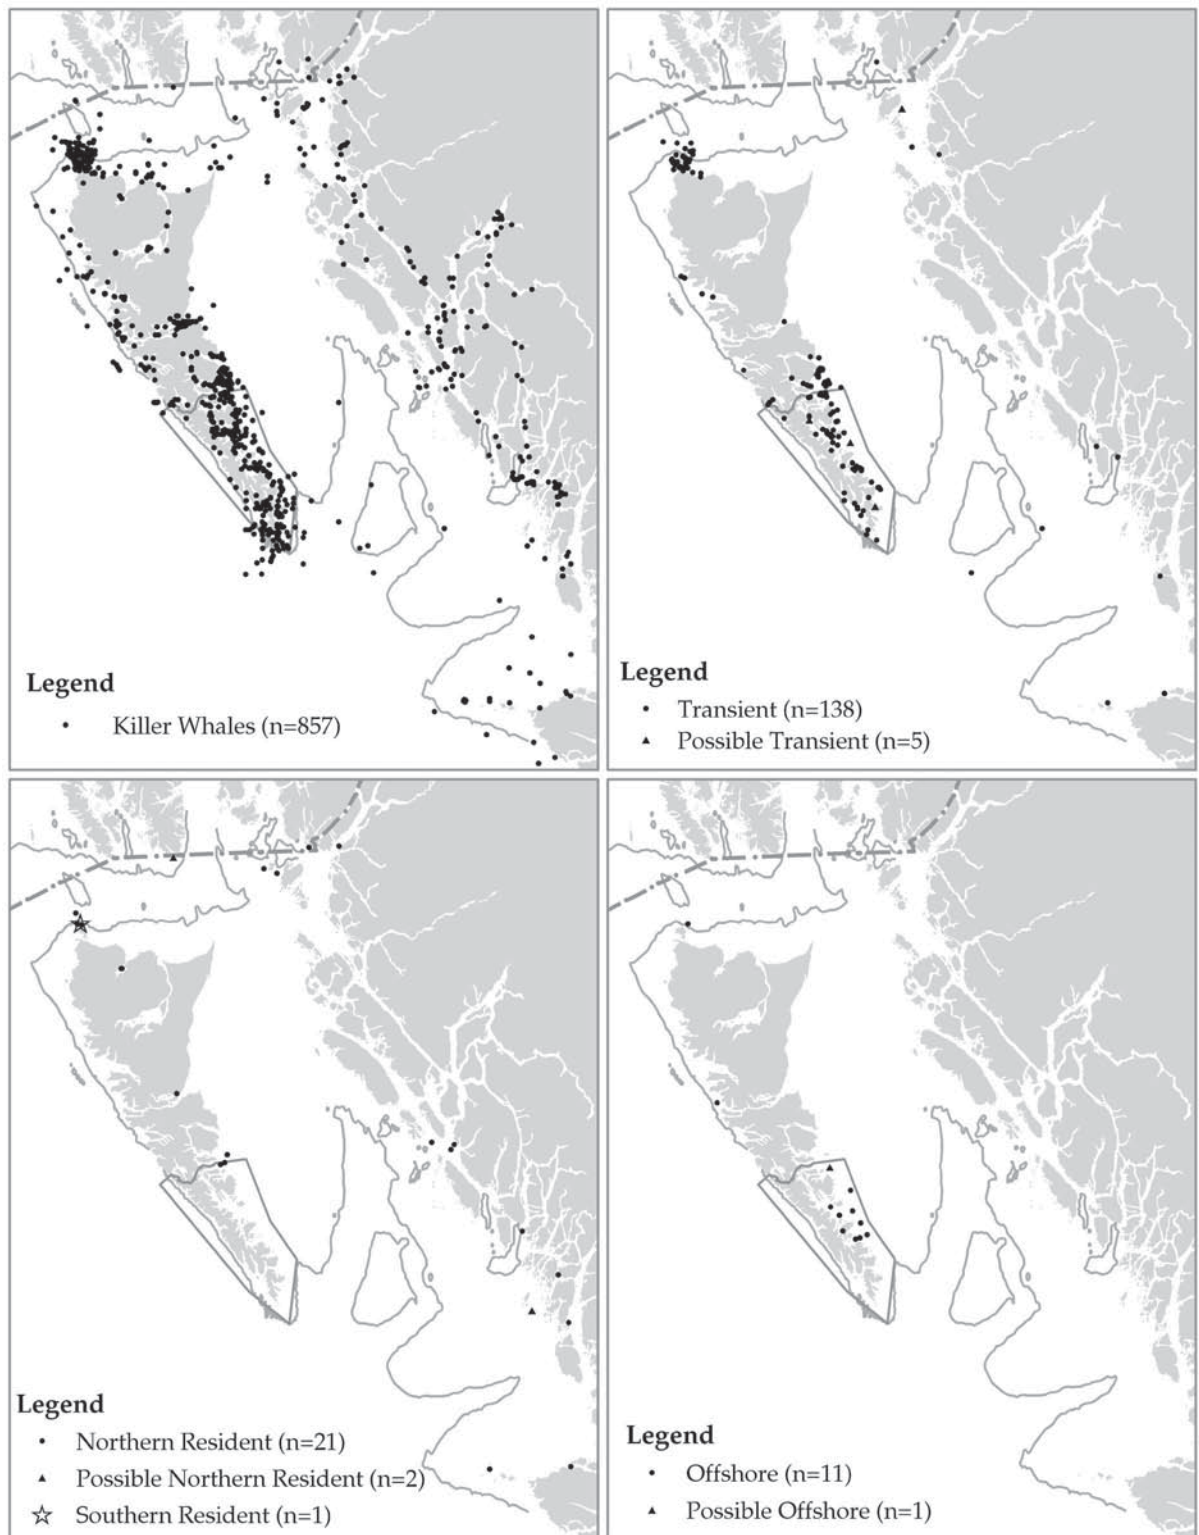 Legend
Killer Whales (n=857)
Legend
Transient (n=138)
Possible Transient (n=5)
Legend
Northern Resident (n=21)
Possible Northern Resident (n=2)
Southern Resident (n=1)
Legend
Offshore (n=11)
Possible Offshore (n=1)